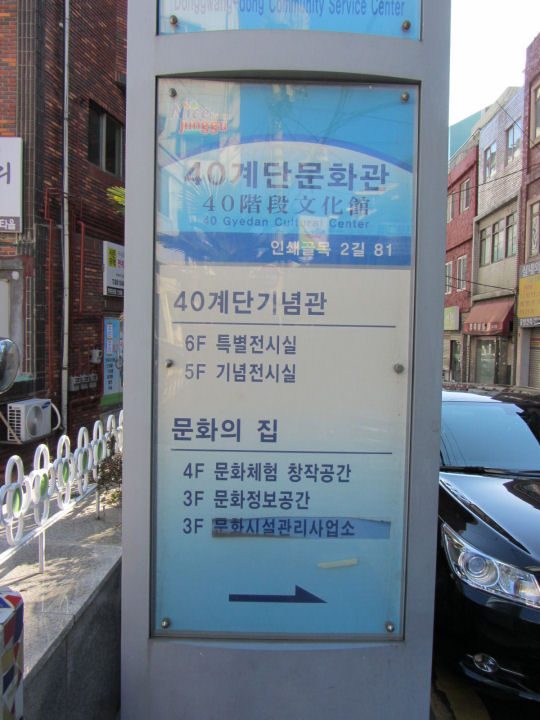 Donggwang-dong Community Service Center
Nice
junggu
40계단문화관
40階段文化館
40 Gyedan Cultural Center
인쇄골목 2길 81
40계단기념관
6F 특별전시실
5F 기념전시실
문화의 집
4F 문화체험 창작공간
3F 문화정보공간
3F 문화시설관리사업소